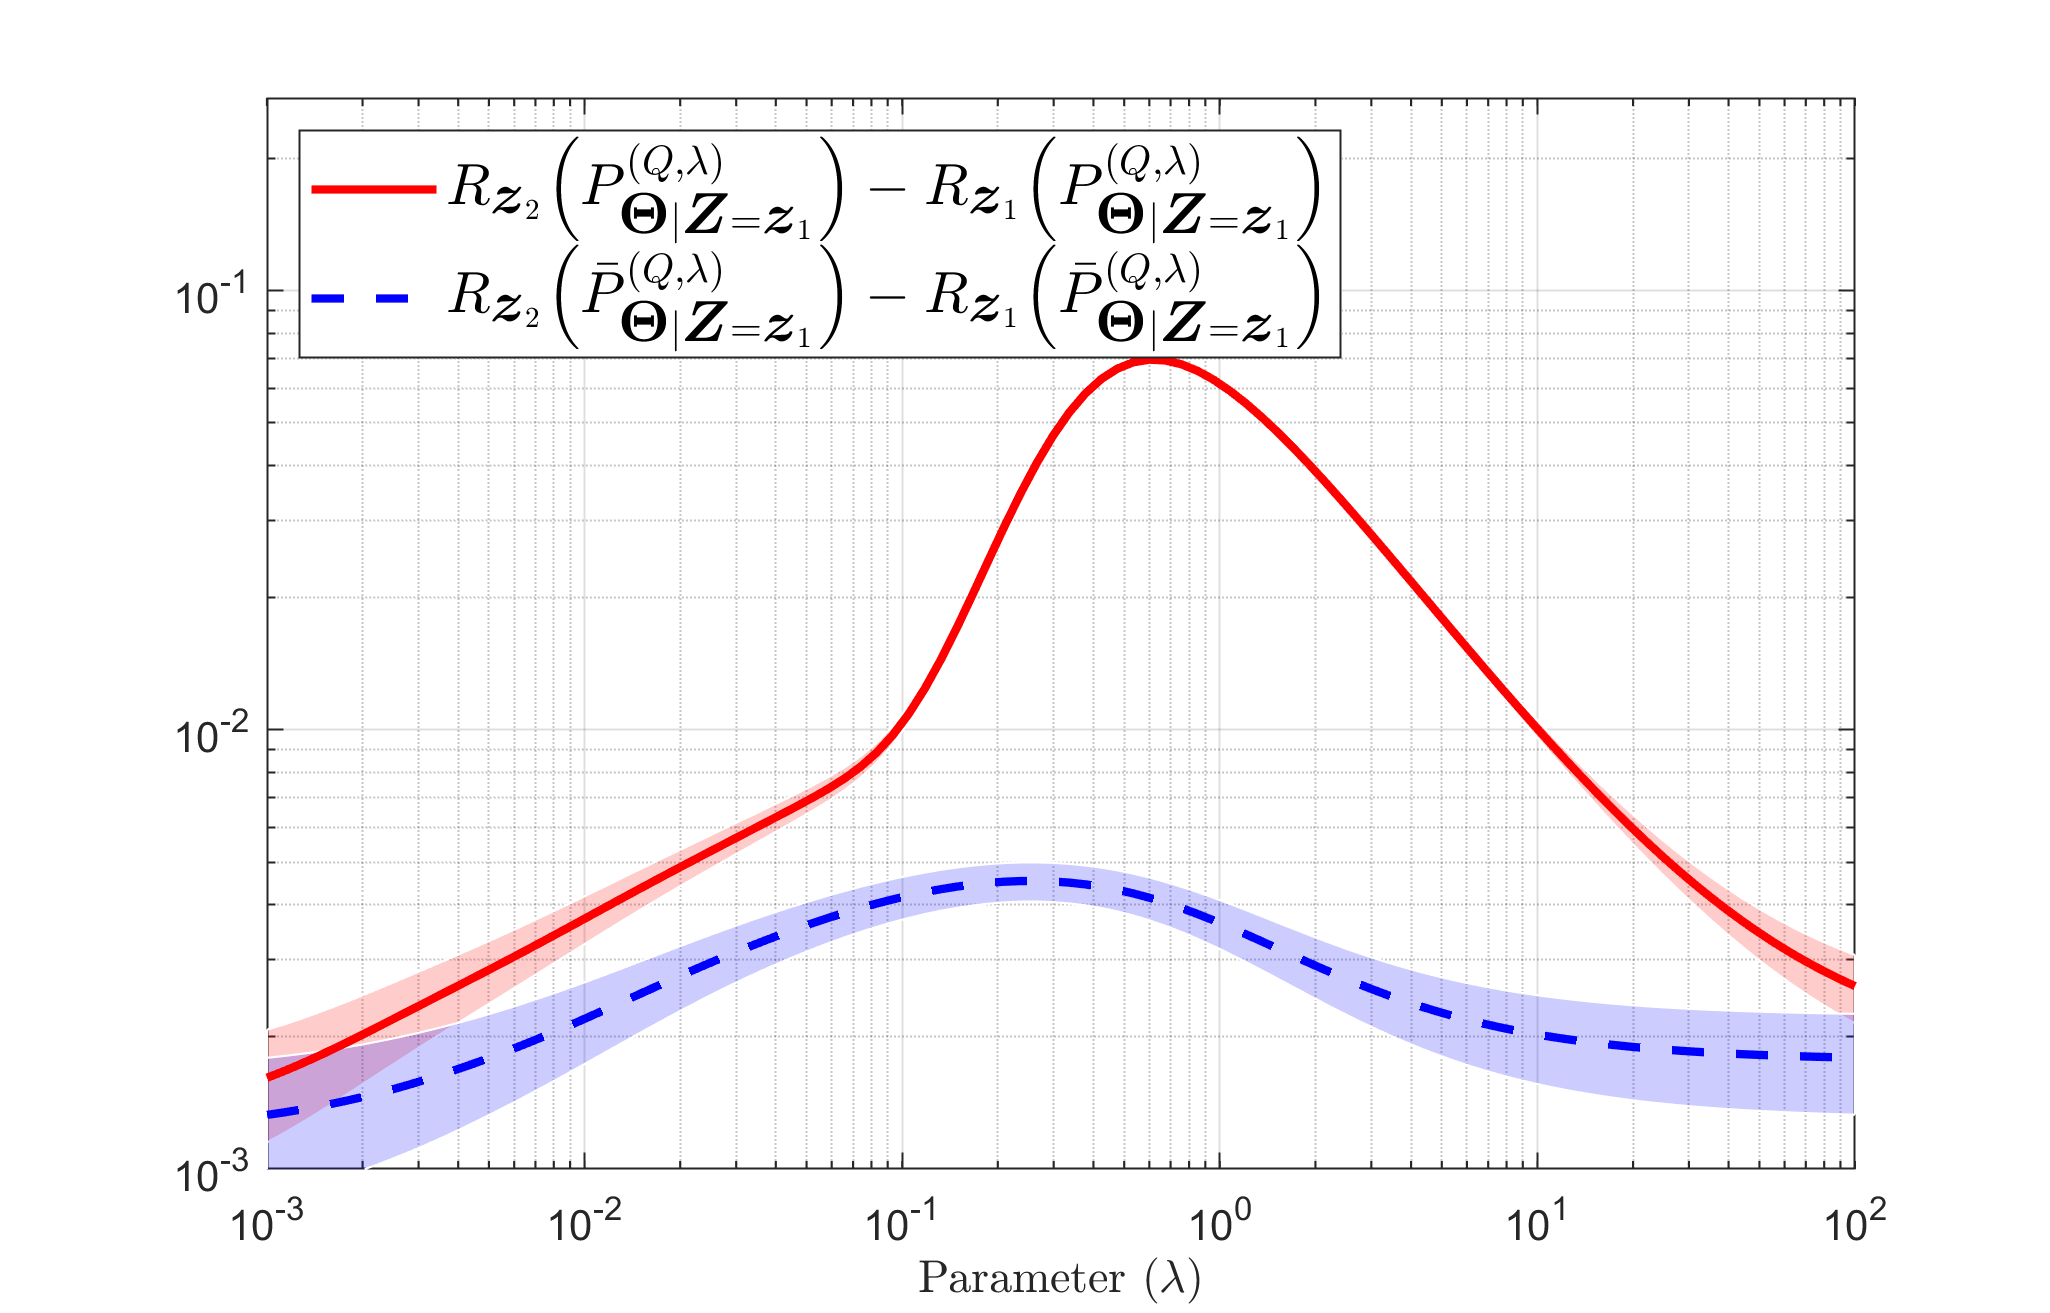 R_{𝒛_2}(P^{(Q,λ)}_{𝚯|𝒁=𝒛_1}) − R_{𝒛_1}(P^{(Q,λ)}_{𝚯|𝒁=𝒛_1})
R_{𝒛_2}(P̄^{(Q,λ)}_{𝚯|𝒁=𝒛_1}) − R_{𝒛_1}(P̄^{(Q,λ)}_{𝚯|𝒁=𝒛_1})
10^{-1}
10^{-2}
10^{-3}
10^{-3} 10^{-2} 10^{-1} 10^{0} 10^{1} 10^{2}
Parameter (λ)